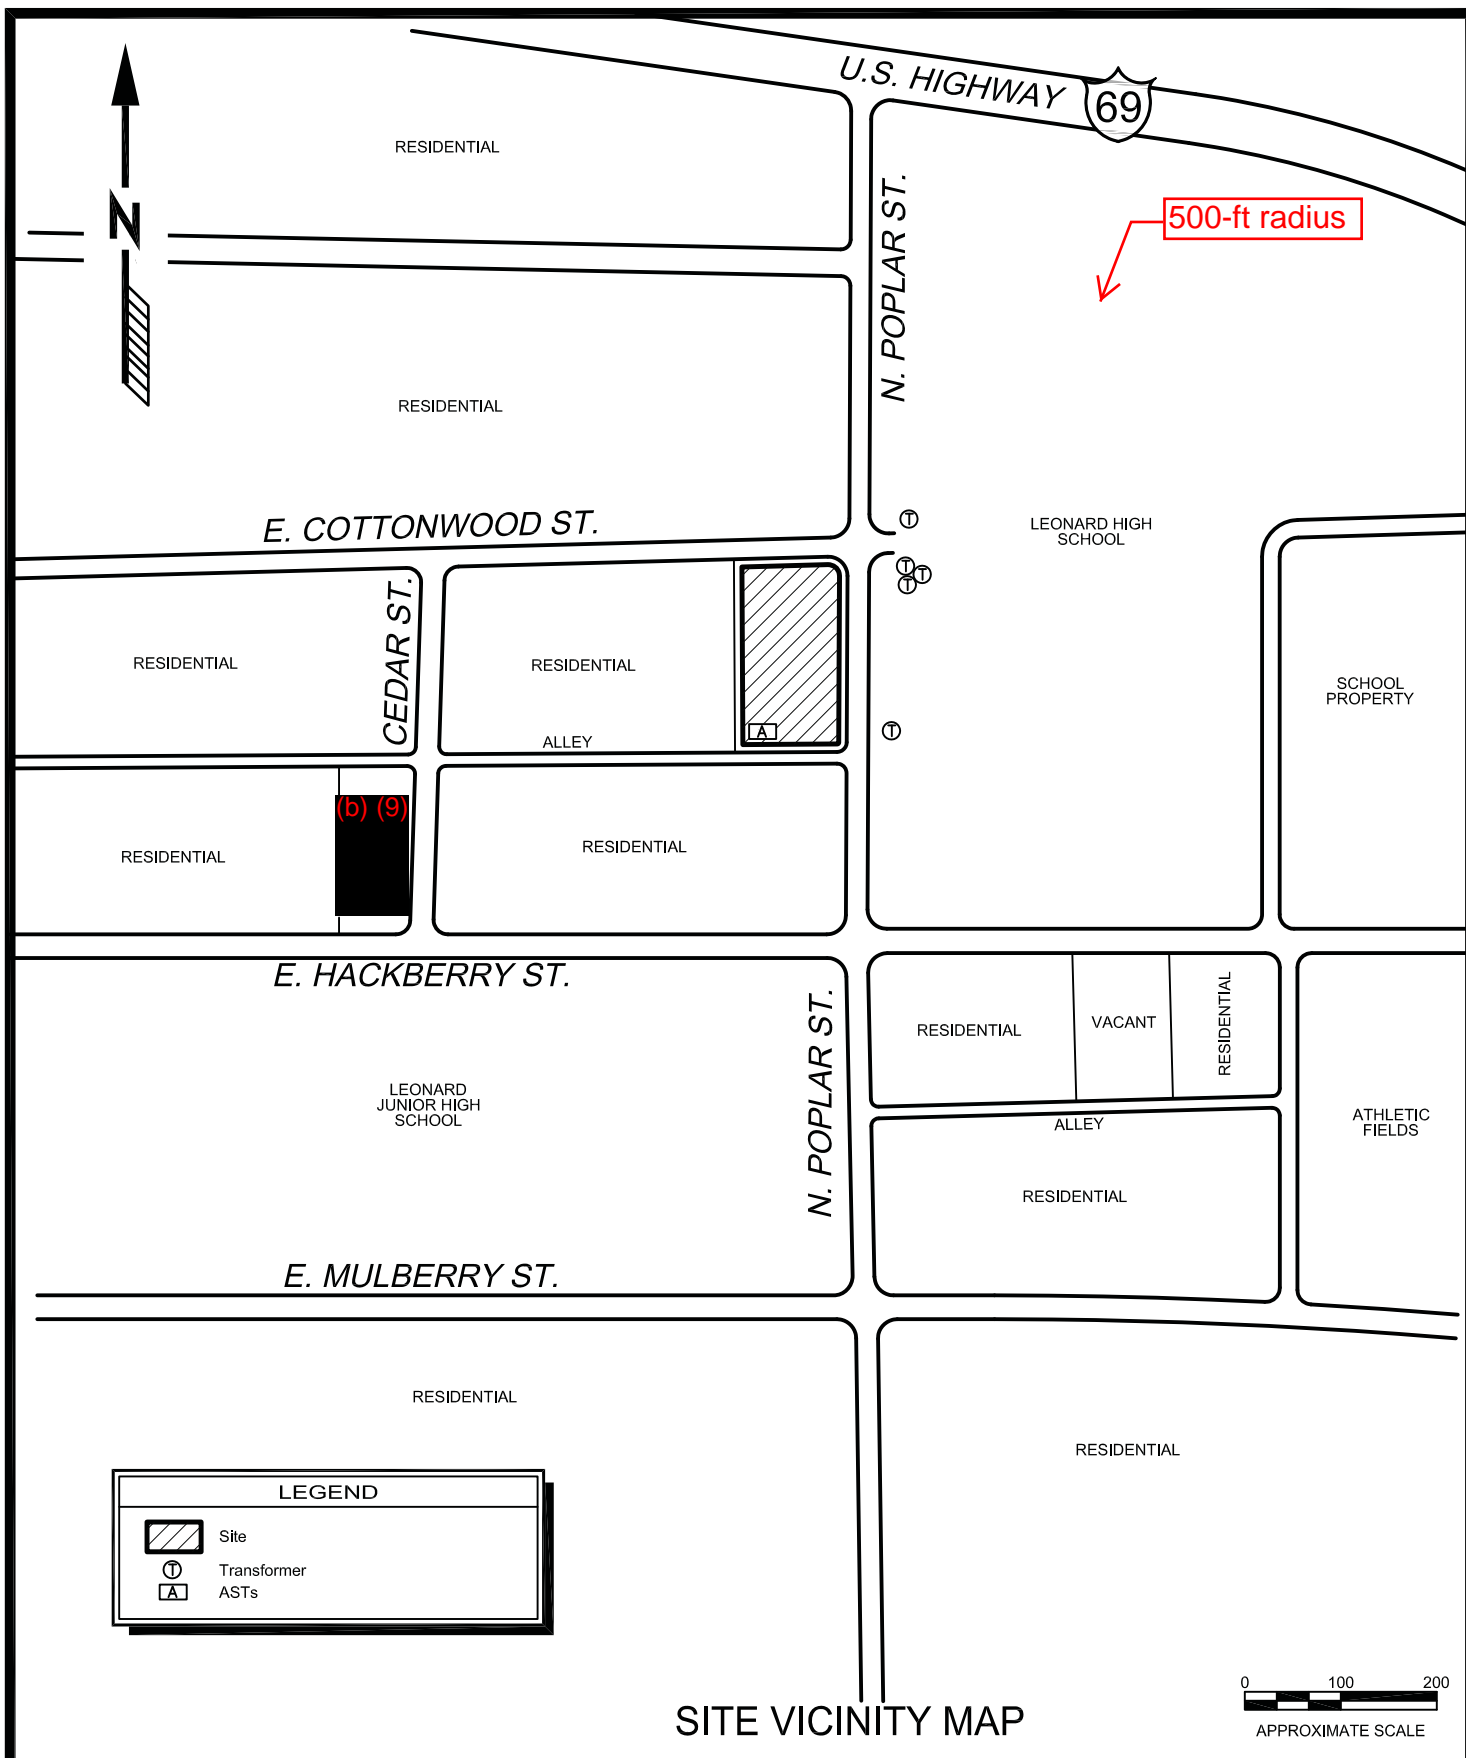 U.S. HIGHWAY
69
RESIDENTIAL
N
500-ft radius
N. POPLAR ST.
RESIDENTIAL
E. COTTONWOOD ST.
T
LEONARD HIGH
SCHOOL
T
T
T
CEDAR ST.
RESIDENTIAL
RESIDENTIAL
SCHOOL
PROPERTY
A
T
ALLEY
(b) (9)
RESIDENTIAL
RESIDENTIAL
E. HACKBERRY ST.
N. POPLAR ST.
RESIDENTIAL
VACANT
RESIDENTIAL
LEONARD
JUNIOR HIGH
SCHOOL
ALLEY
ATHLETIC
FIELDS
RESIDENTIAL
E. MULBERRY ST.
RESIDENTIAL
RESIDENTIAL
LEGEND
Site
T Transformer
A ASTs
SITE VICINITY MAP
0 100 200
APPROXIMATE SCALE